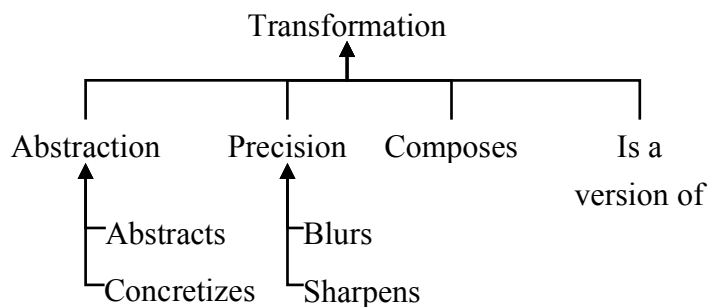 Transformation
Abstraction
Precision
Composes
Is a
version of
Abstracts
Concretizes
Blurs
Sharpens